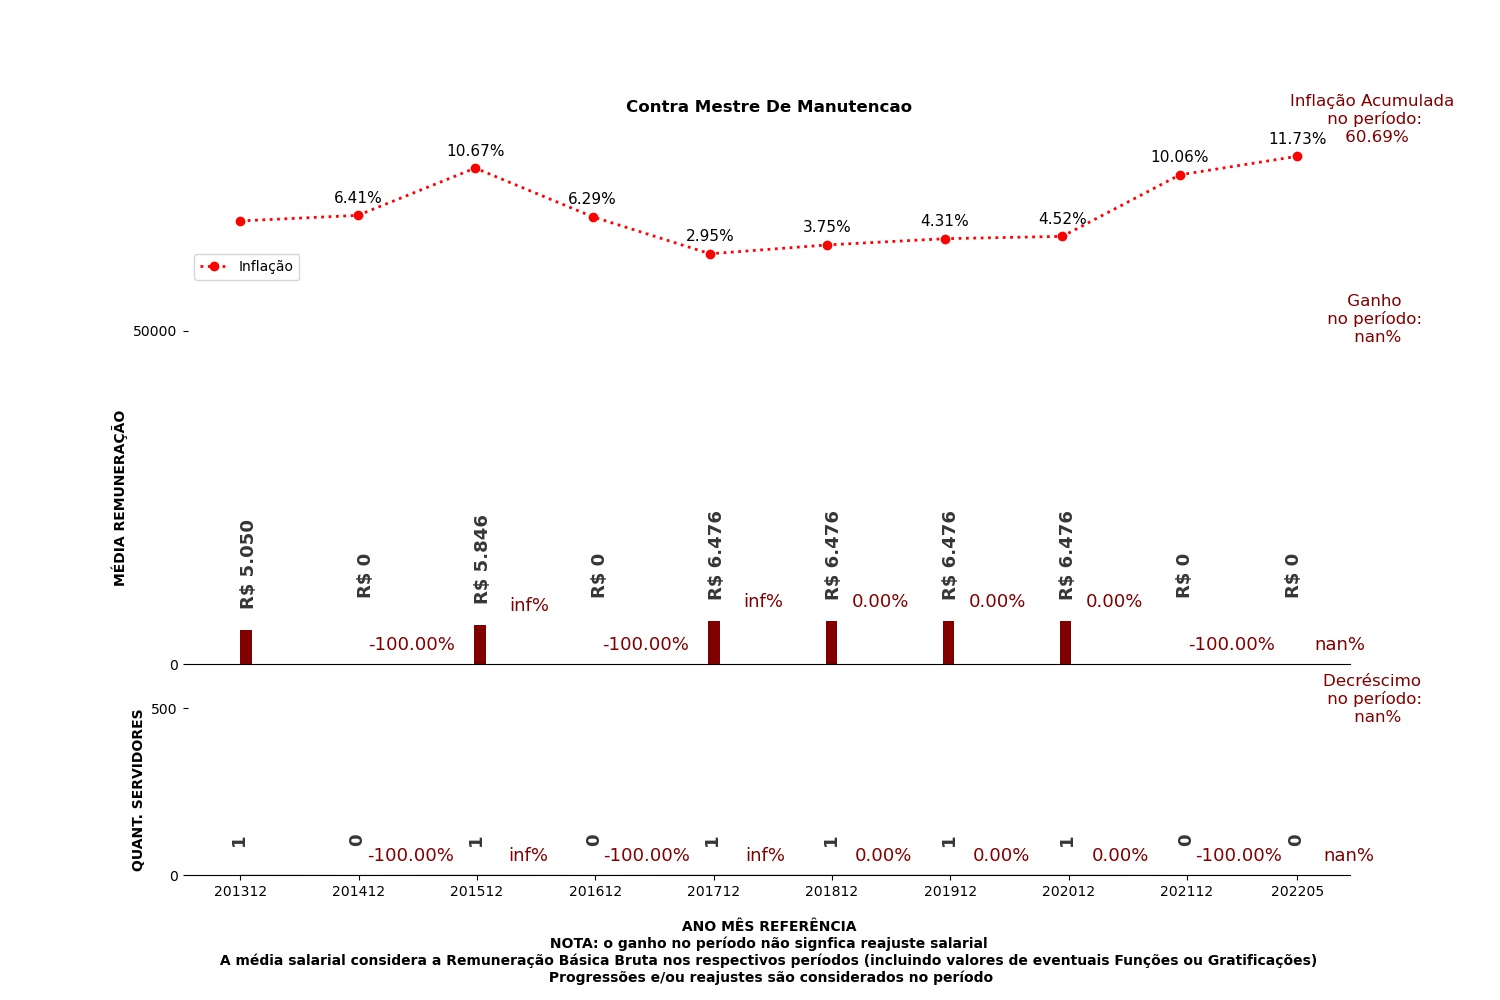 Contra Mestre De Manutencao
Inflação Acumulada
no período:
60.69%
6.41%
10.67%
6.29%
2.95%
3.75%
4.31%
4.52%
10.06%
11.73%
Inflação
Ganho
no período:
nan%
50000
0
MÉDIA REMUNERAÇÃO
R$ 5.050
R$ 0
R$ 5.846
R$ 0
R$ 6.476
R$ 6.476
R$ 6.476
R$ 6.476
R$ 0
R$ 0
-100.00%
inf%
-100.00%
inf%
0.00%
0.00%
0.00%
-100.00%
nan%
Decréscimo
no período:
nan%
500
0
QUANT. SERVIDORES
1
0
1
0
1
1
1
1
0
0
-100.00%
inf%
-100.00%
inf%
0.00%
0.00%
0.00%
-100.00%
nan%
201312
201412
201512
201612
201712
201812
201912
202012
202112
202205
ANO MÊS REFERÊNCIA
NOTA: o ganho no período não signfica reajuste salarial
A média salarial considera a Remuneração Básica Bruta nos respectivos períodos (incluindo valores de eventuais Funções ou Gratificações)
Progressões e/ou reajustes são considerados no período